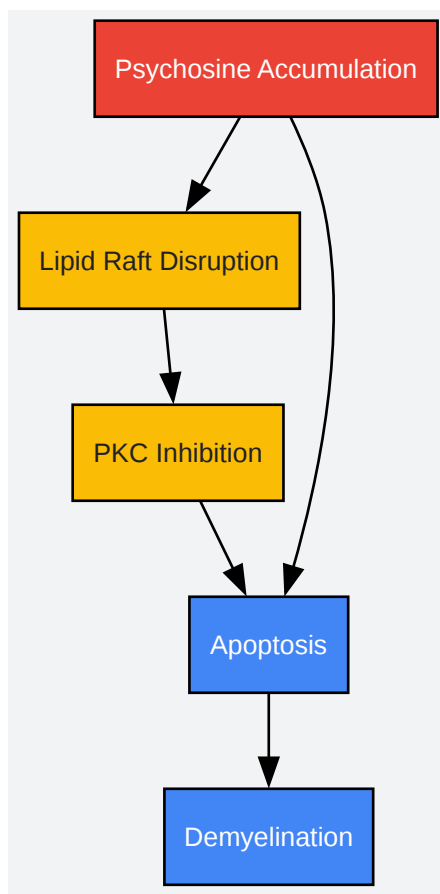 Psychosine Accumulation
Lipid Raft Disruption
PKC Inhibition
Apoptosis
Demyelination